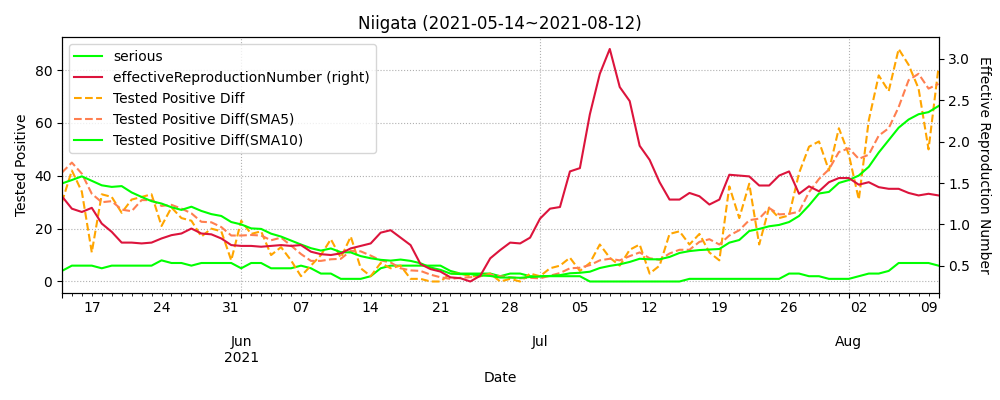 Niigata (2021-05-14~2021-08-12)
serious
effectiveReproductionNumber (right)
Tested Positive Diff
Tested Positive Diff(SMA5)
Tested Positive Diff(SMA10)
Tested Positive
80
60
40
20
0
3.0
2.5
2.0
1.5
1.0
0.5
Effective Reproduction Number
17 24 31 07 14 21 28 05 12 19 26 02 09
Jun Jul Aug
2021
Date